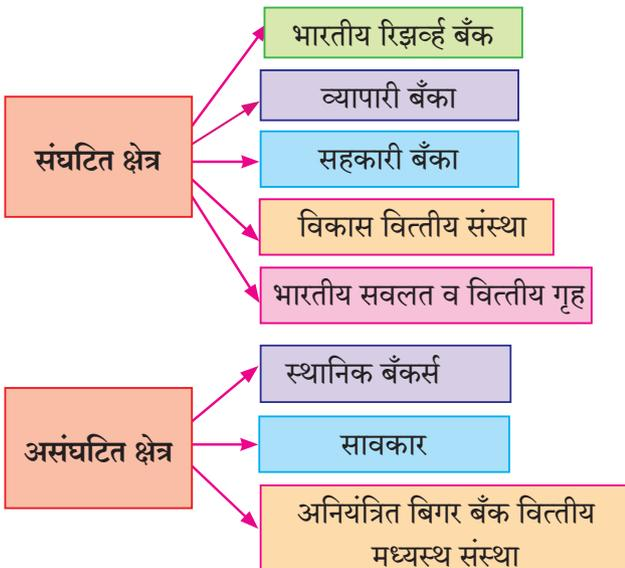 संघटित क्षेत्र
भारतीय रिझर्व्ह बँक
व्यापारी बँका
सहकारी बँका
विकास वित्तीय संस्था
भारतीय सवलत व वित्तीय गृह
असंघटित क्षेत्र
स्थानिक बँकर्स
सावकार
अनियंत्रित बिगर बँक वित्तीय
मध्यस्थ संस्था